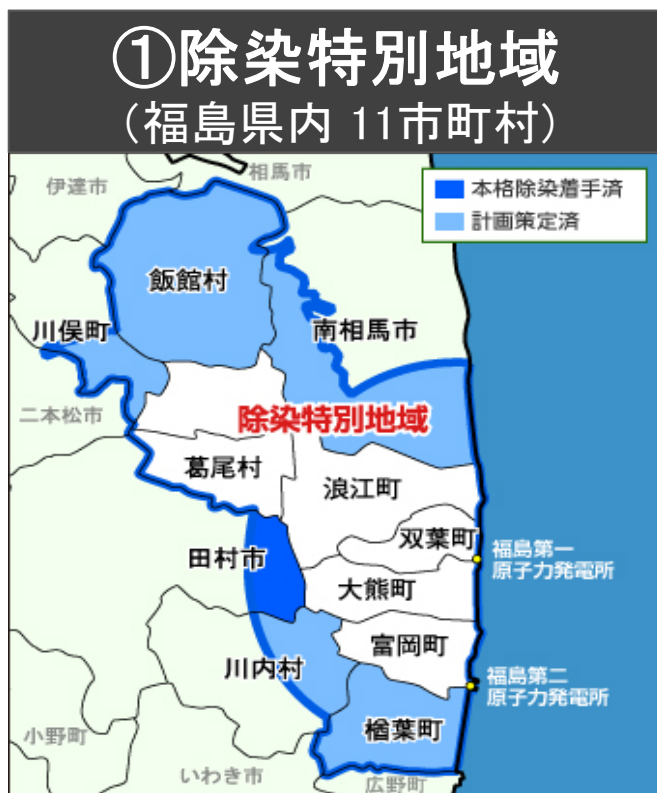 ①除染特別地域
（福島県内 11市町村）
伊達市
相馬市
本格除染着手済
計画策定済
飯館村
川俣町
南相馬市
二本松市
除染特別地域
葛尾村
浪江町
双葉町
福島第一
原子力発電所
田村市
大熊町
富岡町
川内村
福島第二
原子力発電所
楢葉町
小野町
いわき市
広野町